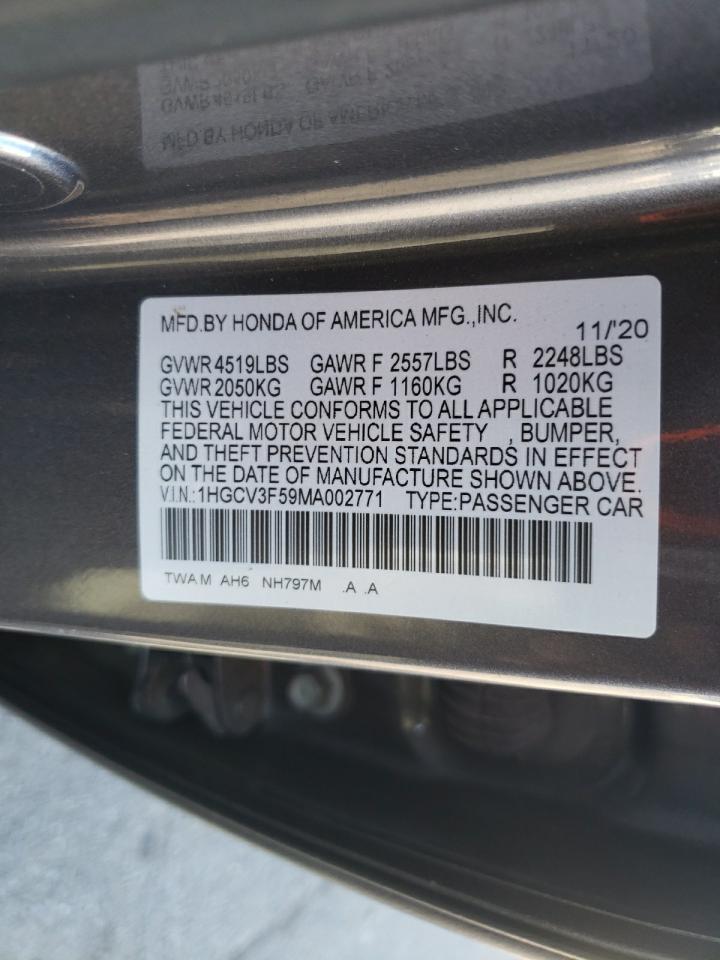 MFD.BY HONDA OF AMERICA MFG.,INC.
11/'20
GVWR 4519LBS GAWR F 2557LBS R 2248LBS
GVWR 2050KG GAWR F 1160KG R 1020KG
THIS VEHICLE CONFORMS TO ALL APPLICABLE
FEDERAL MOTOR VEHICLE SAFETY , BUMPER,
AND THEFT PREVENTION STANDARDS IN EFFECT
ON THE DATE OF MANUFACTURE SHOWN ABOVE.
V.I.N.:1HGCV3F59MA002771 TYPE:PASSENGER CAR
TWAM AH6 NH797M .A .A